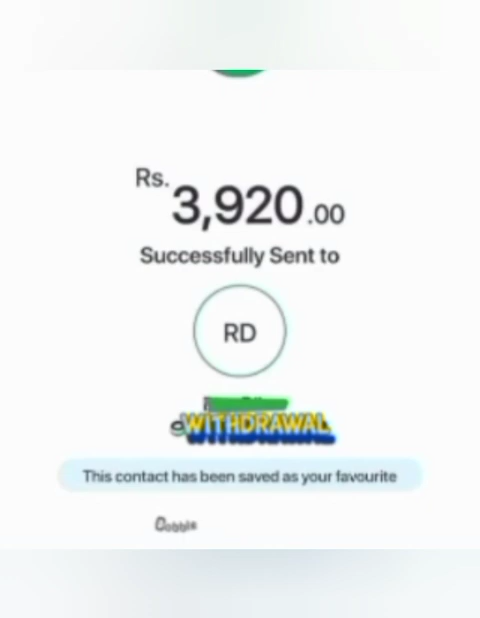 Rs. 3,920.00
Successfully Sent to
RD
WITHDRAWAL
This contact has been saved as your favourite